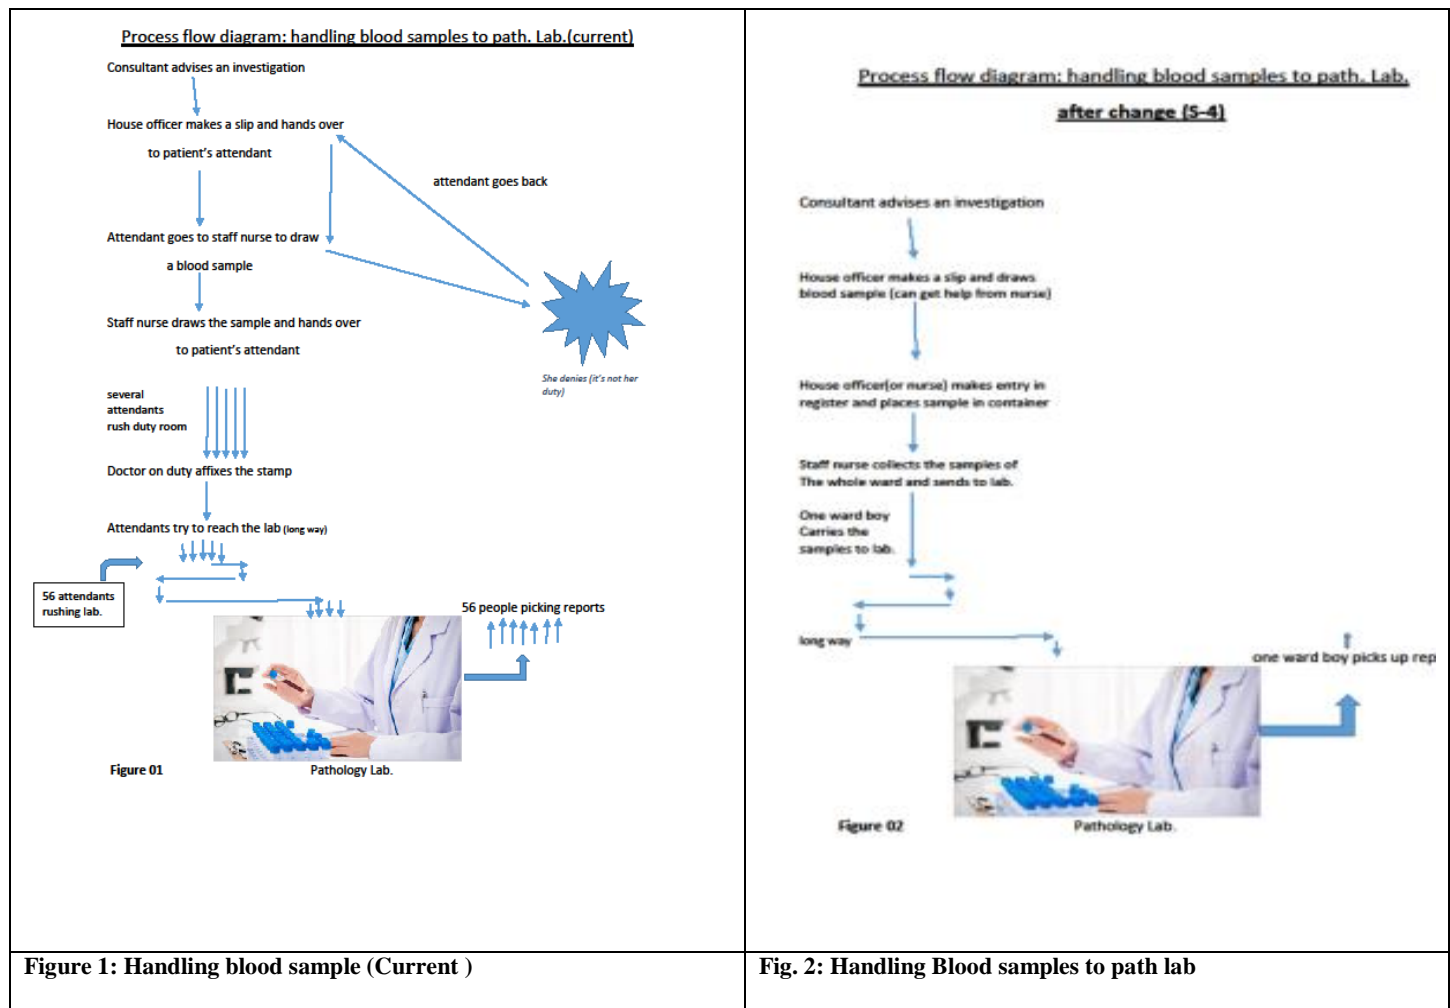 Process flow diagram: handling blood samples to path. Lab.(current)
Consultant advises an investigation
House officer makes a slip and hands over
to patient's attendant
attendant goes back
Attendant goes to staff nurse to draw
a blood sample
Staff nurse draws the sample and hands over
to patient's attendant
She denies (it's not her
duty)
several
attendants
rush duty room
Doctor on duty affixes the stamp
Attendants try to reach the lab (long way)
56 attendants
rushing lab.
56 people picking reports
Figure 01
Pathology Lab.
Figure 1: Handling blood sample (Current )
Process flow diagram: handling blood samples to path. Lab.
after change (S-4)
Consultant advises an investigation
House officer makes a slip and draws
blood sample (can get help from nurse)
House officer(or nurse) makes entry in
register and places sample in container
Staff nurse collects the samples of
The whole ward and sends to lab.
One ward boy
Carries the
samples to lab.
long way
one ward boy picks up rep
Figure 02
Pathology Lab.
Fig. 2: Handling Blood samples to path lab